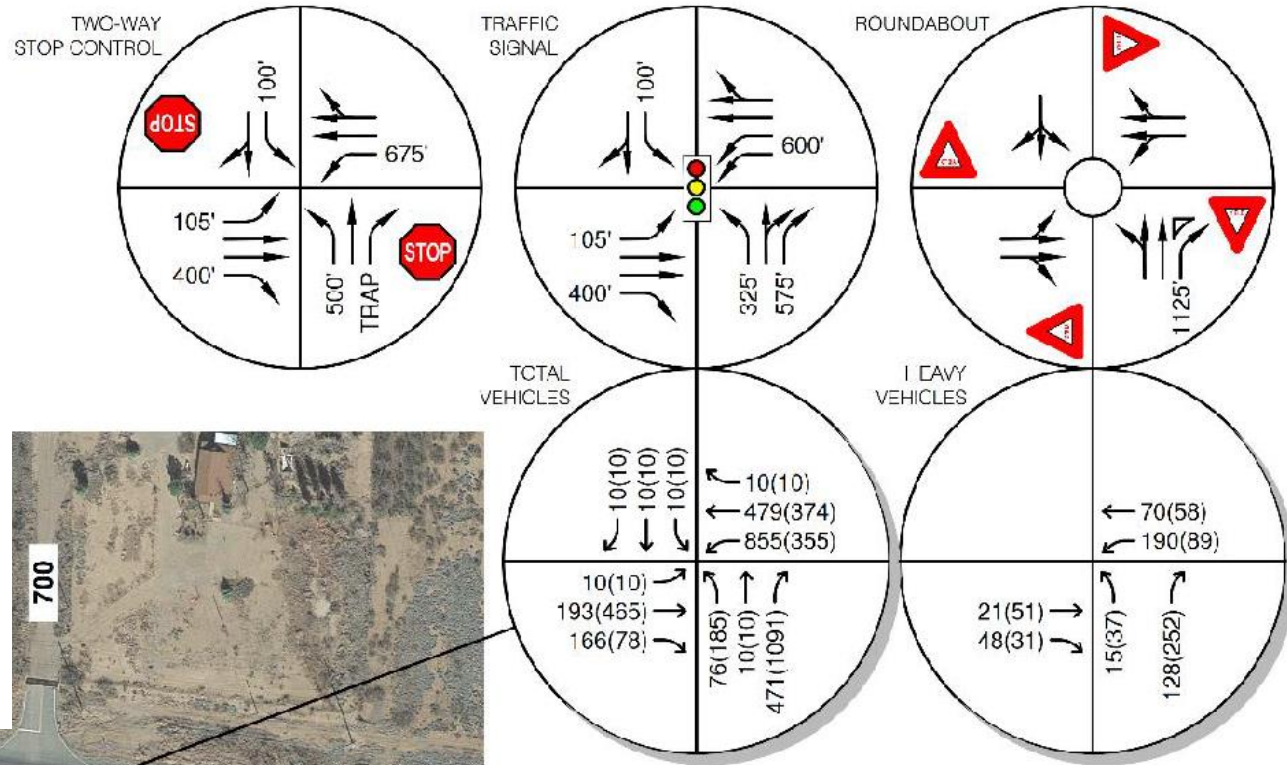 TWO-WAY
STOP CONTROL
STOP
100'
675'
105'
400'
500'
TRAP
STOP
TRAFFIC
SIGNAL
100'
600'
105'
400'
325'
575'
ROUNDABOUT
1125'
TOTAL
VEHICLES
10(10)
10(10)
10(10)
10(10)
479(374)
855(355)
10(10)
193(465)
166(78)
76(185)
10(10)
471(1091)
HEAVY
VEHICLES
70(58)
190(89)
21(51)
48(31)
15(37)
128(252)
700